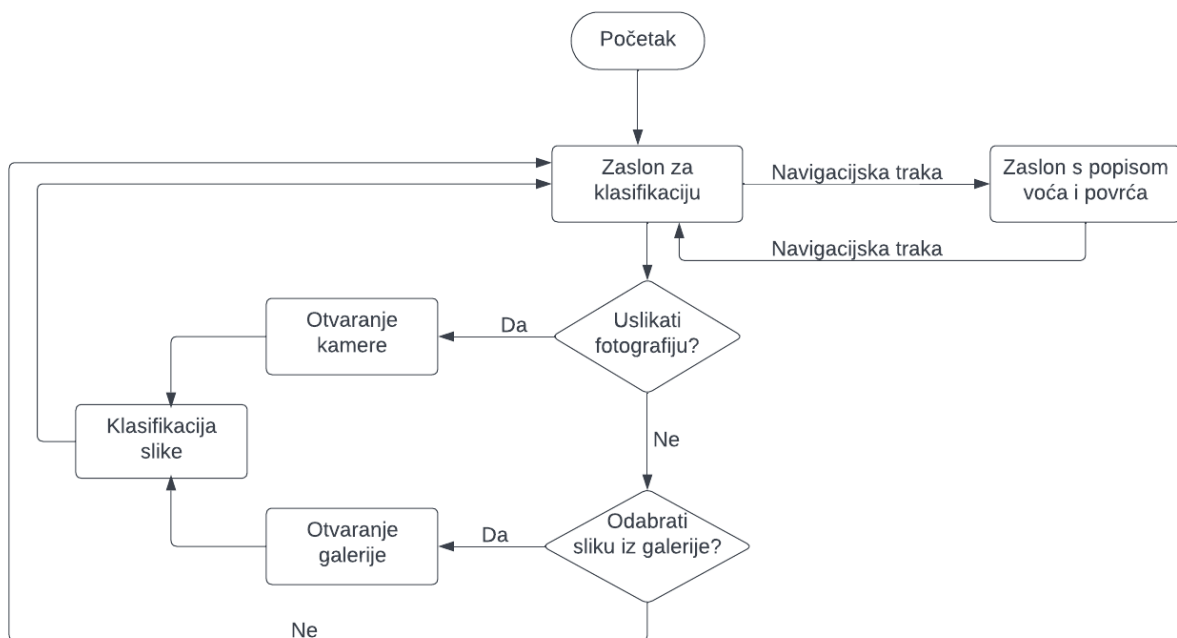 Početak
Zaslon za
klasifikaciju
Navigacijska traka
Zaslon s popisom
voća i povrća
Navigacijska traka
Otvaranje
kamere
Da
Uslikati
fotografiju?
Klasifikacija
slike
Ne
Otvaranje
galerije
Da
Odabrati
sliku iz galerije?
Ne